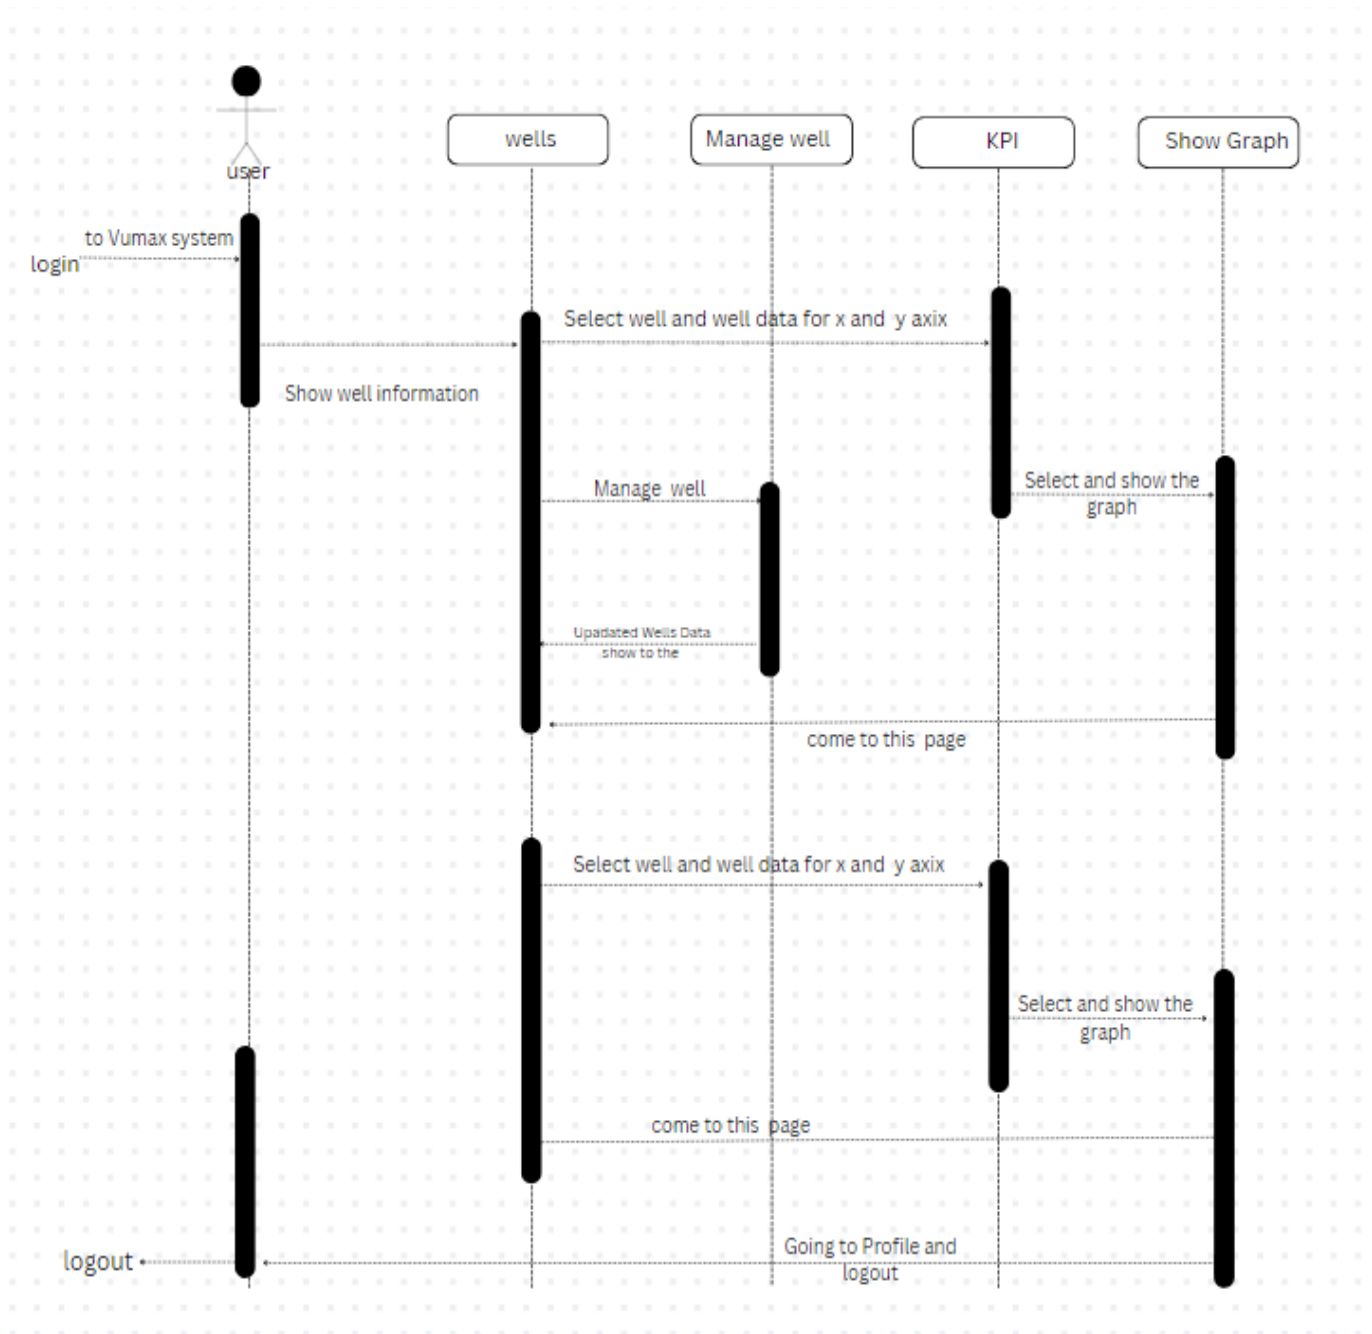 user
wells
Manage well
KPI
Show Graph
to Vumax system
login
Select well and well data for x and y axix
Show well information
Manage well
Select and show the
graph
Upadated Wells Data
show to the
come to this page
Select well and well data for x and y axix
Select and show the
graph
come to this page
Going to Profile and
logout
logout